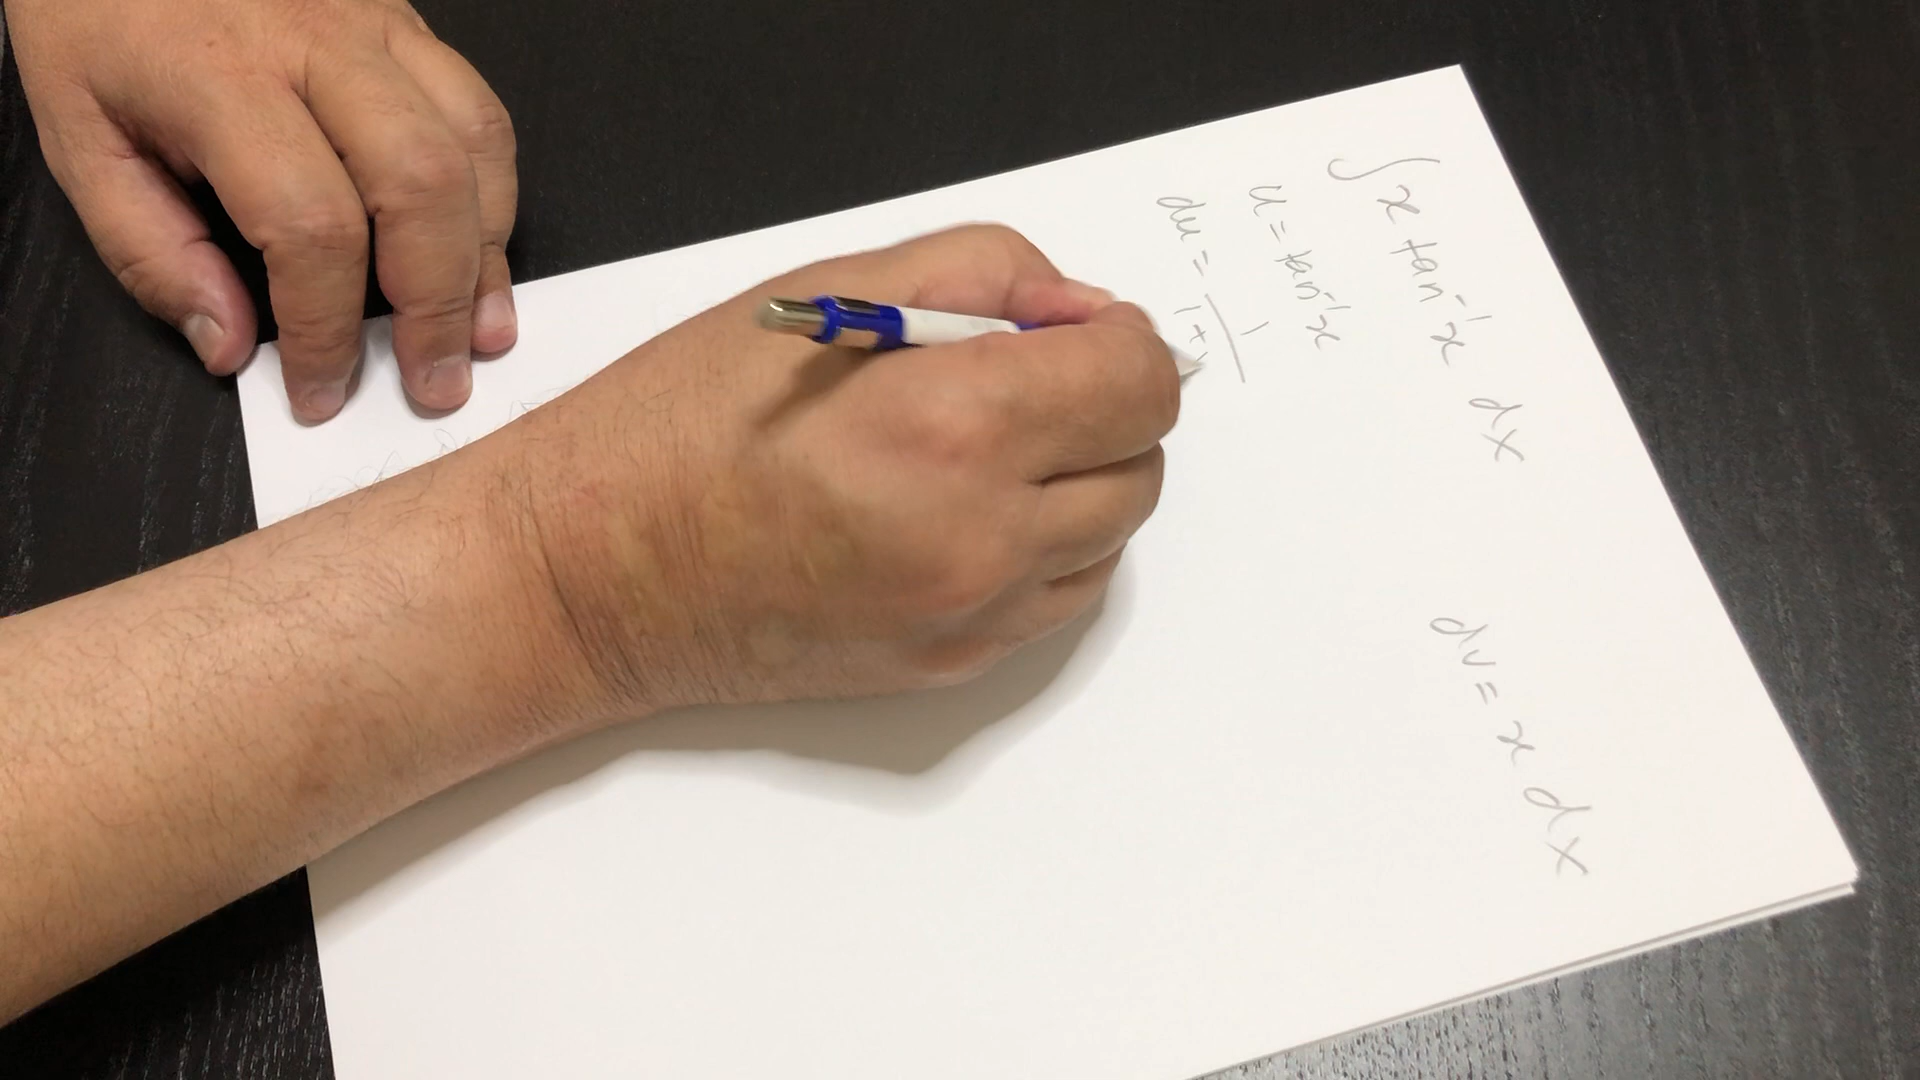 ∫ x tan⁻¹x dx
u = tan⁻¹x dv = x dx
du = 1/1+